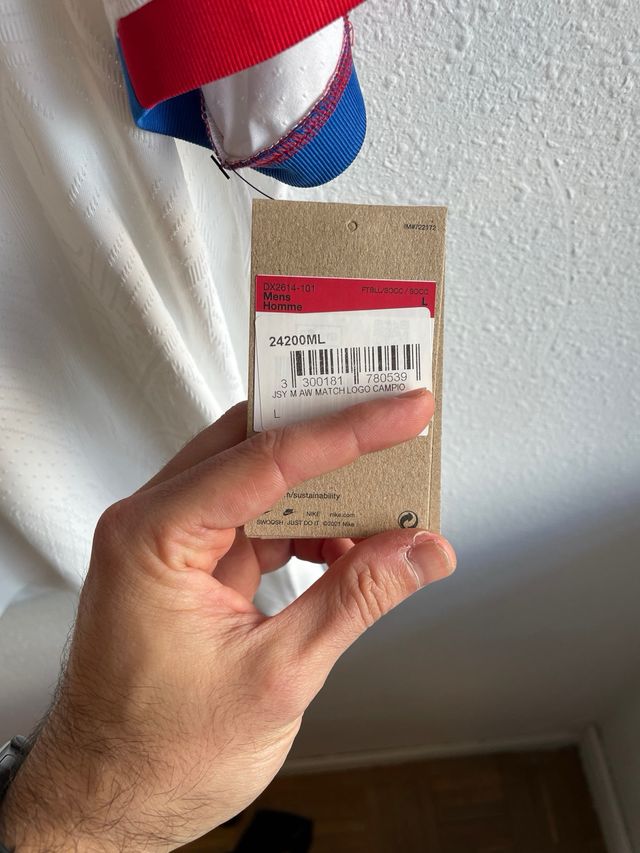 IM#722172
DX2614-101
FTBLL/SOCC / SOCC
Mens
L
Homme
24200ML
3 300181 780539
JSY M AW MATCH LOGO CAMPIO
L
/sustainability
NIKE nike.com
SWOOSH JUST DO IT ©2021 Nike